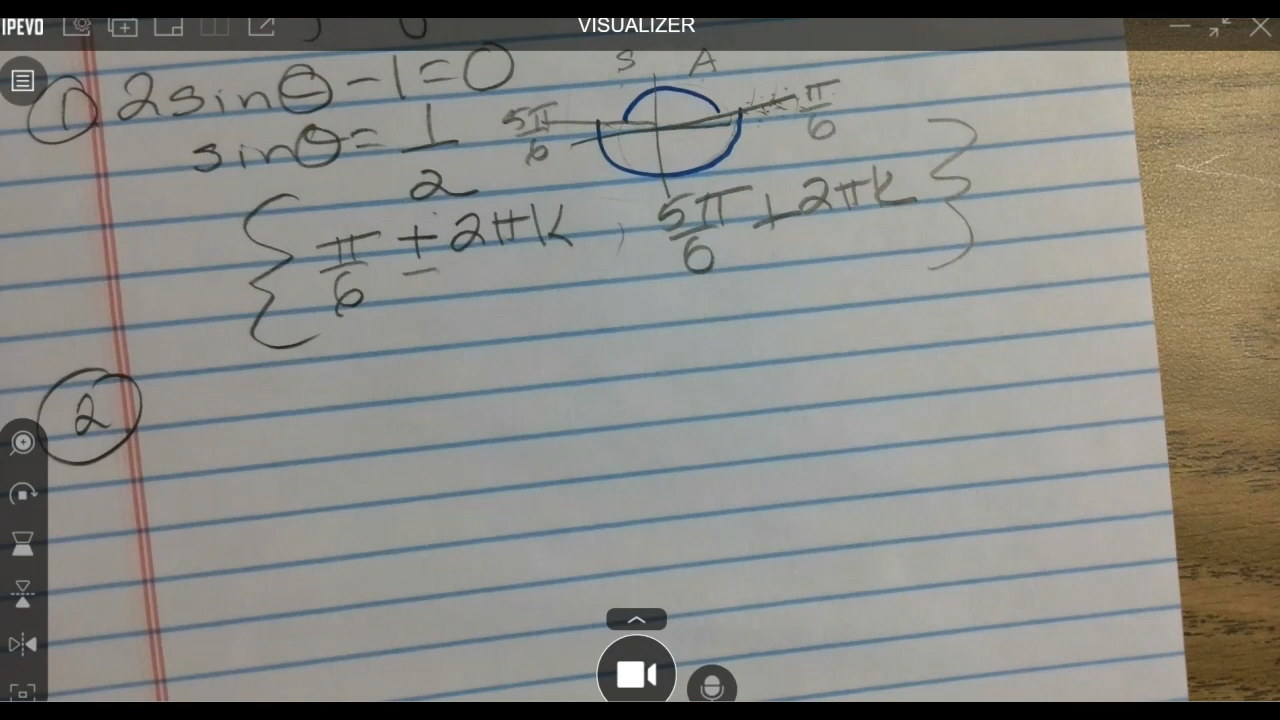 IPEVO
VISUALIZER
① 2sinθ - 1 = 0
S A
sinθ = 1/2
5π/6
π/6
{ π/6 ± 2πk , 5π/6 + 2πk }
②